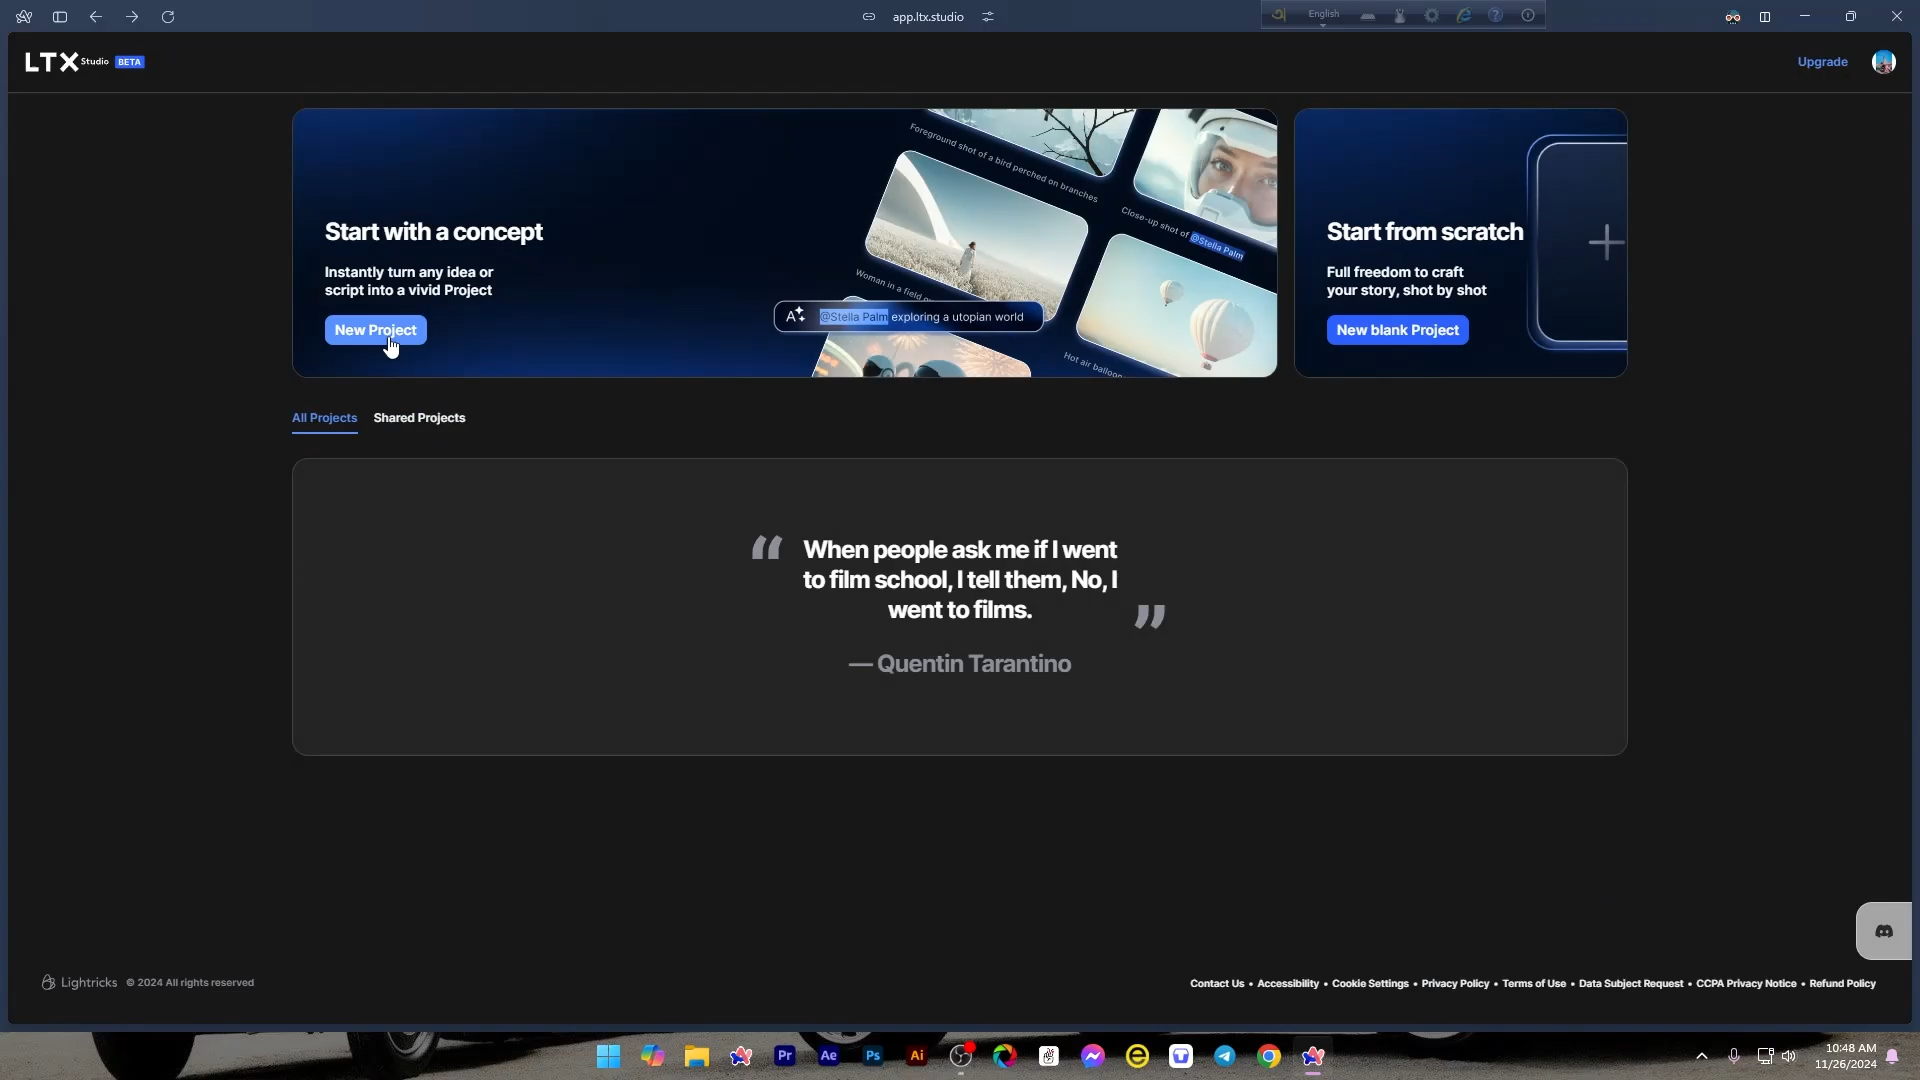 app.ltx.studio
English
LTX Studio BETA
Upgrade
Foreground shot of a bird perched on branches
Close-up shot of @Stella Palm
Start with a concept
Instantly turn any idea or
script into a vivid Project
New Project
Woman in a field
@Stella Palm exploring a utopian world
Hot air balloon
Start from scratch
Full freedom to craft
your story, shot by shot
New blank Project
All Projects Shared Projects
“ When people ask me if I went
to film school, I tell them, No, I
went to films. ”
— Quentin Tarantino
Lightricks © 2024 All rights reserved
Contact Us • Accessibility • Cookie Settings • Privacy Policy • Terms of Use • Data Subject Request • CCPA Privacy Notice • Refund Policy
Pr Ae Ps Ai
10:48 AM
11/26/2024